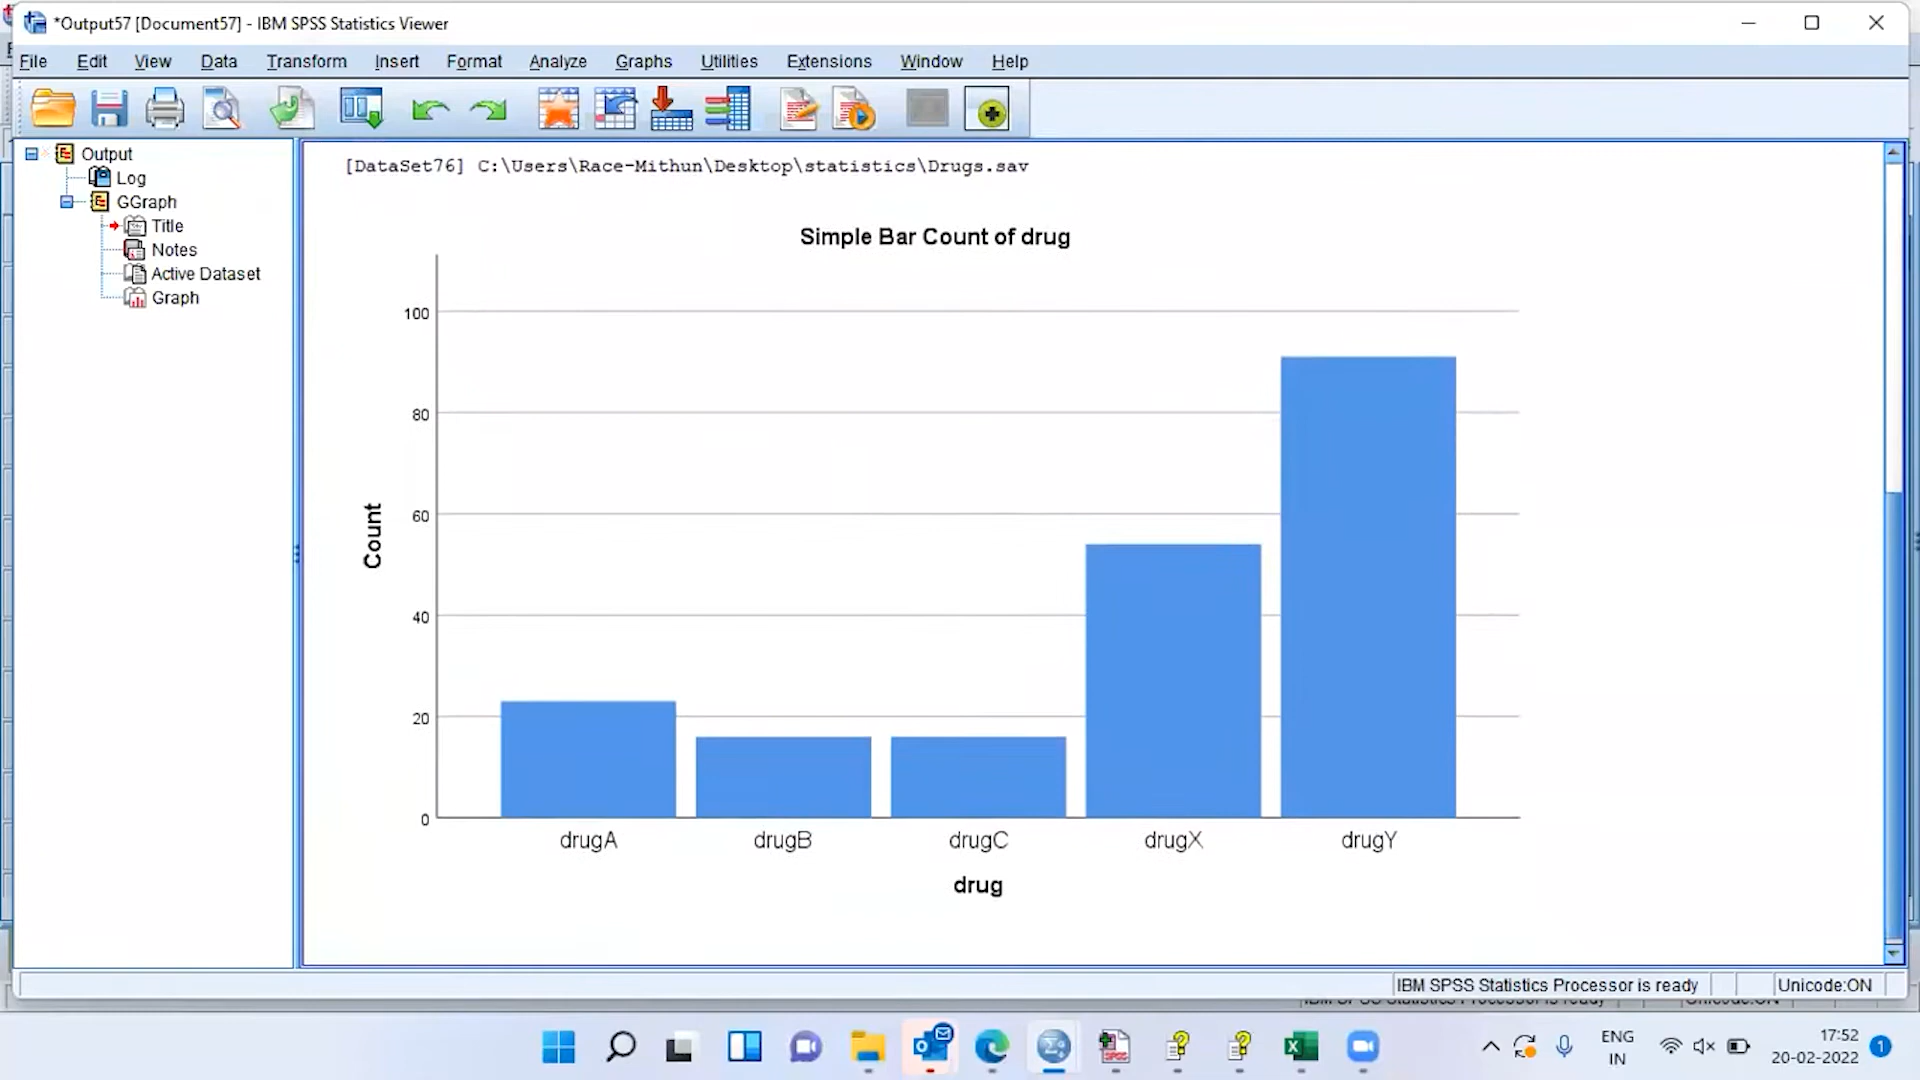 *Output57 [Document57] - IBM SPSS Statistics Viewer
File Edit View Data Transform Insert Format Analyze Graphs Utilities Extensions Window Help
Output
Log
GGraph
Title
Notes
Active Dataset
Graph
[DataSet76] C:\Users\Race-Mithun\Desktop\statistics\Drugs.sav
Simple Bar Count of drug
100
80
60
40
20
0
Count
drugA drugB drugC drugX drugY
drug
IBM SPSS Statistics Processor is ready Unicode:ON
ENG
IN
17:52
20-02-2022
1